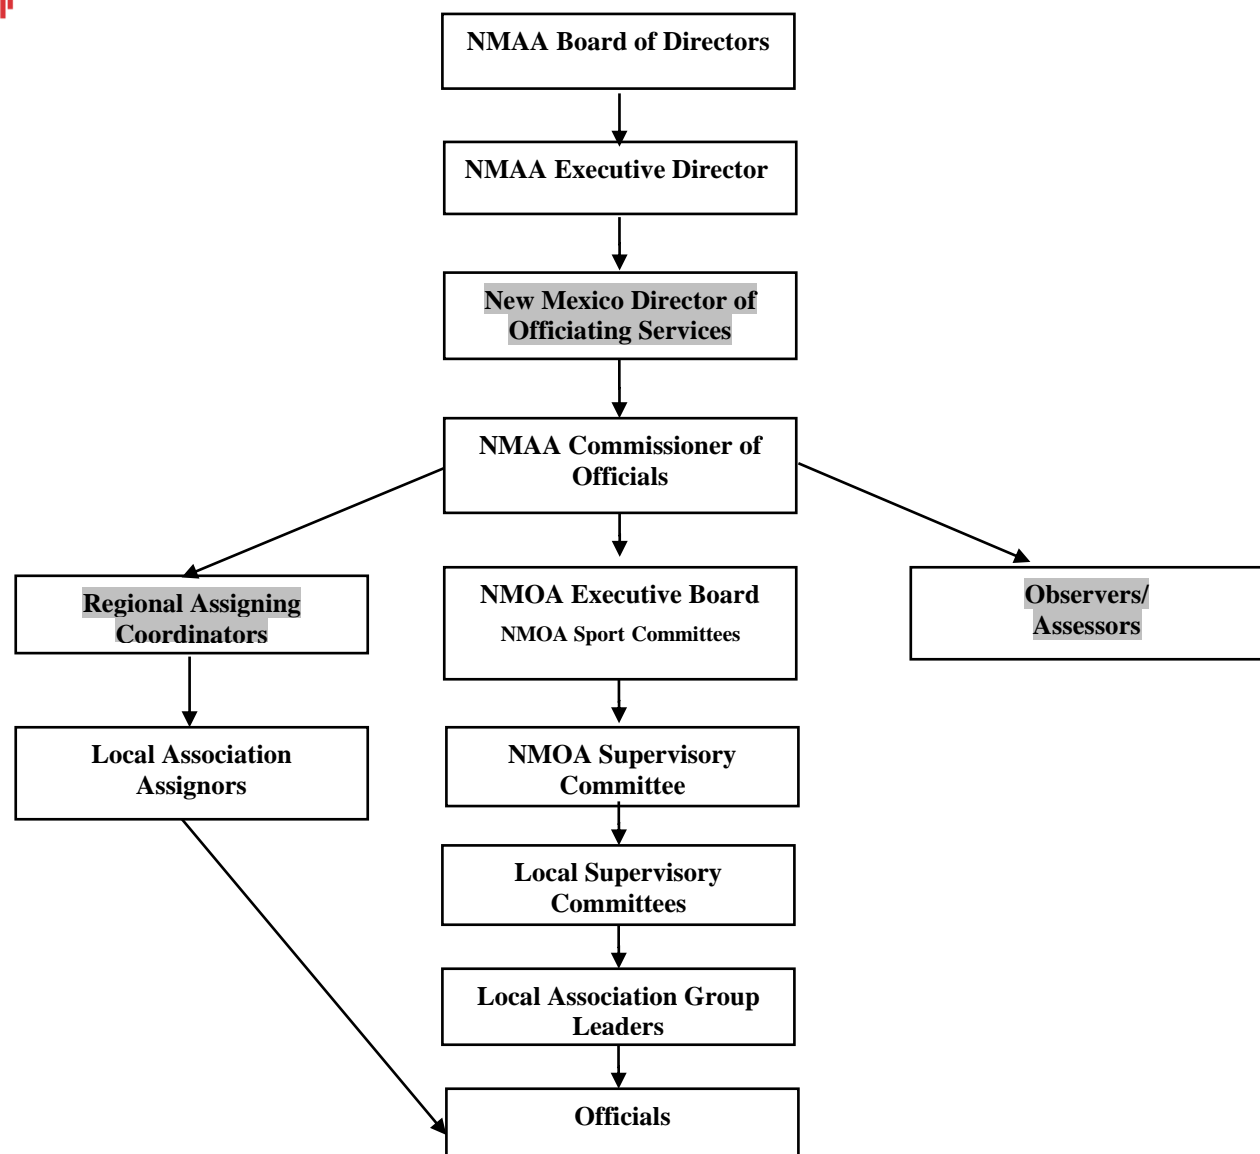 NMAA Board of Directors
NMAA Executive Director
New Mexico Director of
Officiating Services
NMAA Commissioner of
Officials
Regional Assigning
Coordinators
NMOA Executive Board
NMOA Sport Committees
Observers/
Assessors
Local Association
Assignors
NMOA Supervisory
Committee
Local Supervisory
Committees
Local Association Group
Leaders
Officials